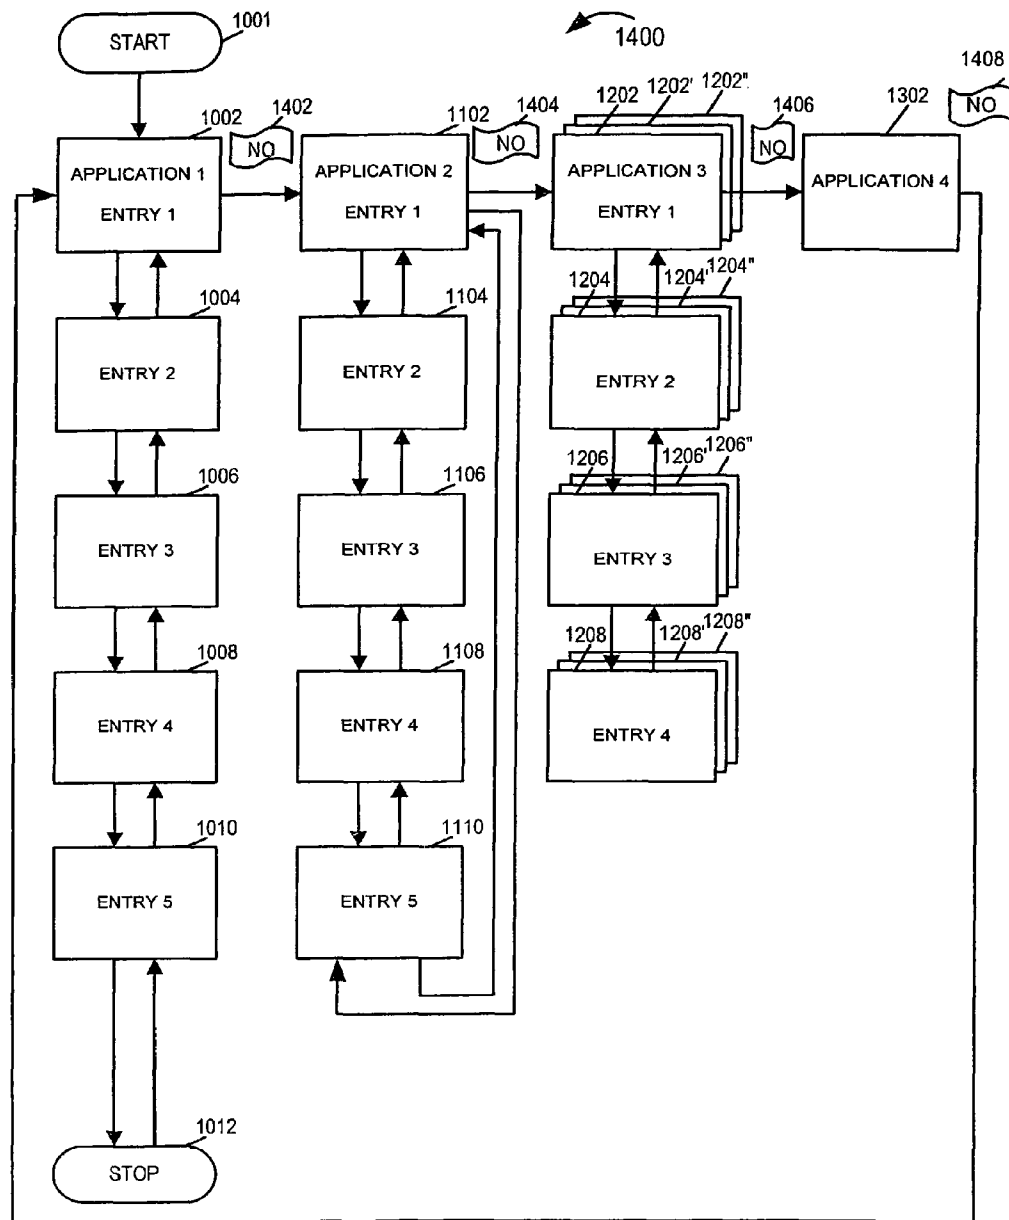 START
1001
1400
1408
NO
1002
1402
NO
1102
1404
NO
1202
1202'
1202"
1406
NO
1302
APPLICATION 1
ENTRY 1
APPLICATION 2
ENTRY 1
APPLICATION 3
ENTRY 1
APPLICATION 4
1004
ENTRY 2
1104
ENTRY 2
1204
1204'
1204"
ENTRY 2
1006
ENTRY 3
1106
ENTRY 3
1206
1206'
1206"
ENTRY 3
1008
ENTRY 4
1108
ENTRY 4
1208
1208'
1208"
ENTRY 4
1010
ENTRY 5
1110
ENTRY 5
1012
STOP